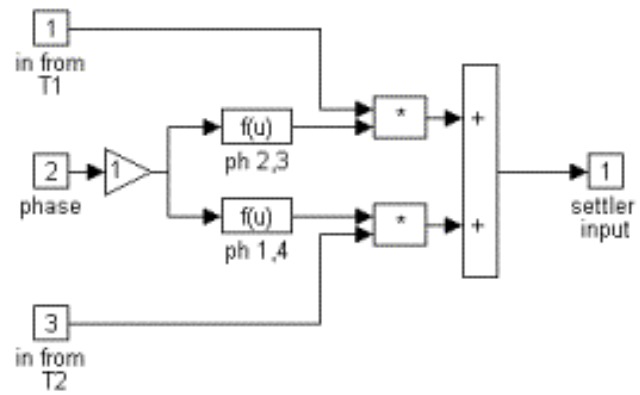 1
in from
T1
f(u)
*
+
ph 2,3
2
1
1
phase
f(u)
*
+
settler
input
ph 1,4
3
in from
T2